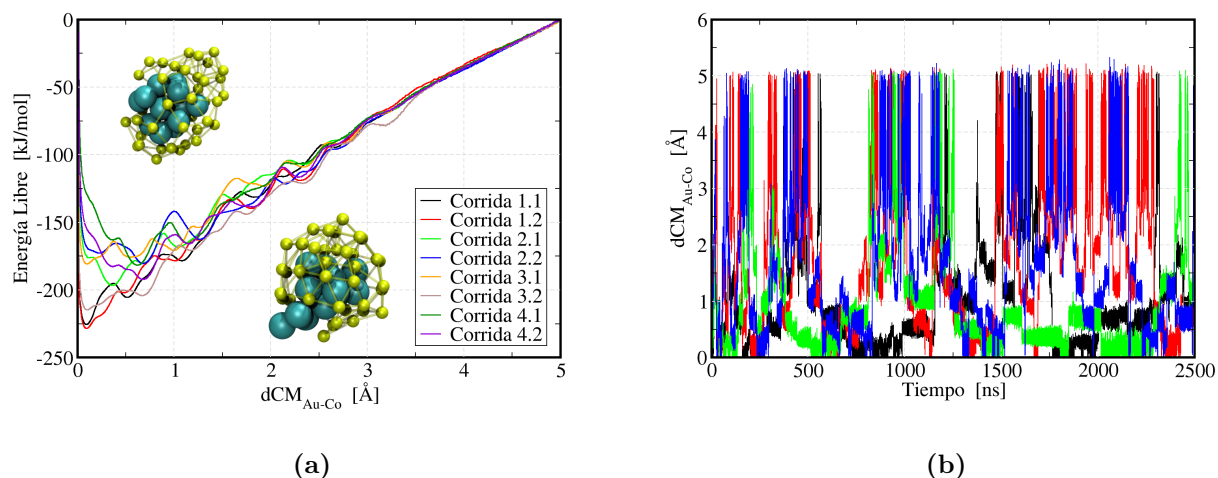 0
-50
-100
-150
-200
-250
Energía Libre [kJ/mol]
0 1 2 3 4 5
dCM_Au-Co [Å]
Corrida 1.1
Corrida 1.2
Corrida 2.1
Corrida 2.2
Corrida 3.1
Corrida 3.2
Corrida 4.1
Corrida 4.2
(a)
6
5
4
3
2
1
0
dCM_Au-Co [Å]
0 500 1000 1500 2000 2500
Tiempo [ns]
(b)